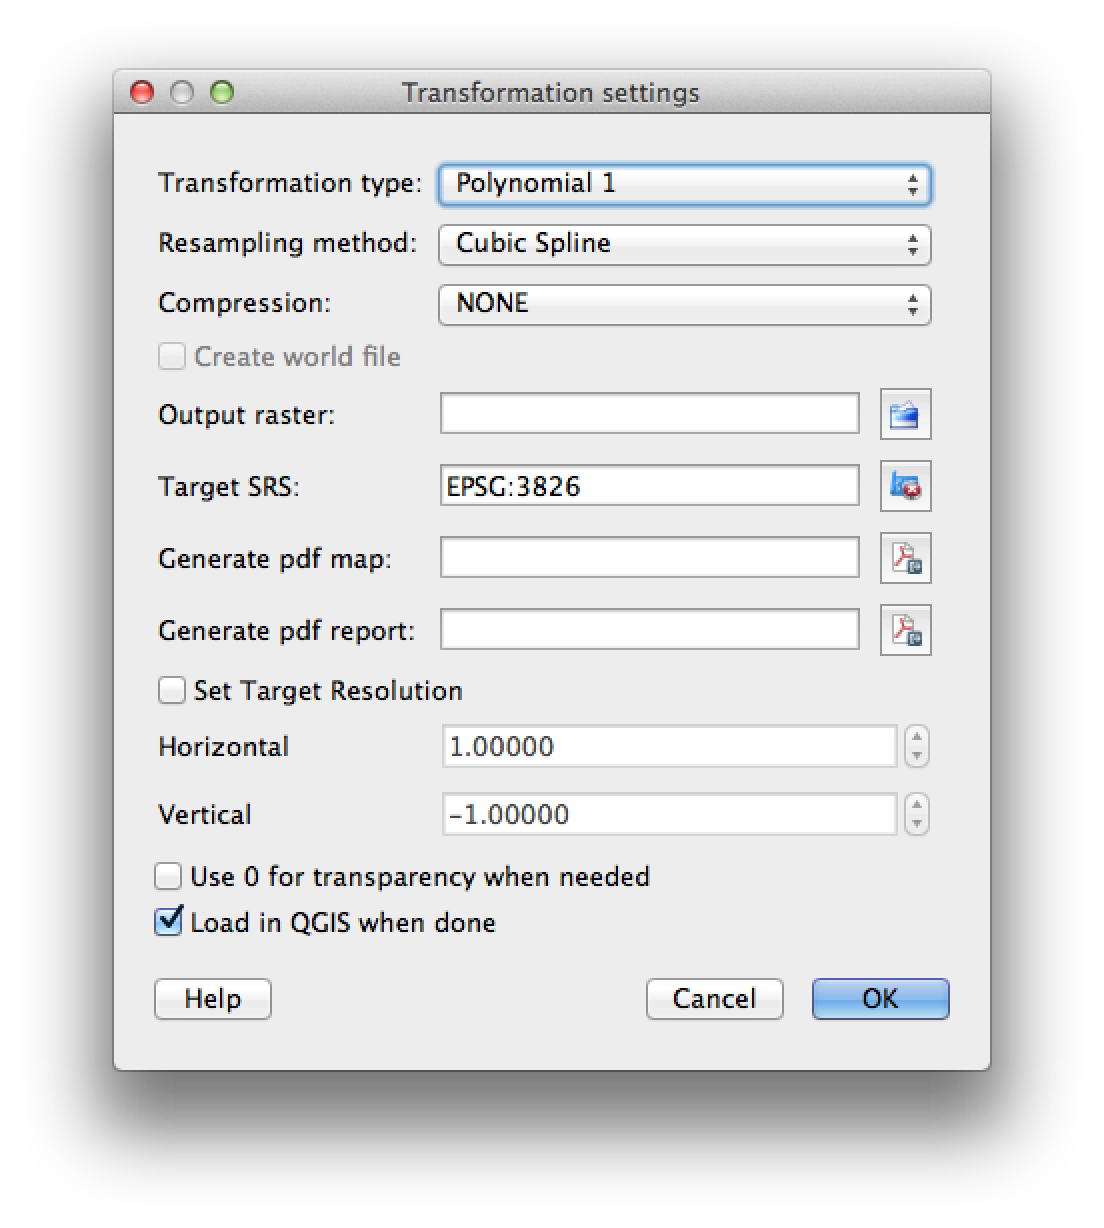 Transformation settings
Transformation type: Polynomial 1
Resampling method: Cubic Spline
Compression: NONE
Create world file
Output raster:
Target SRS: EPSG:3826
Generate pdf map:
Generate pdf report:
Set Target Resolution
Horizontal 1.00000
Vertical -1.00000
Use 0 for transparency when needed
Load in QGIS when done
Help Cancel OK